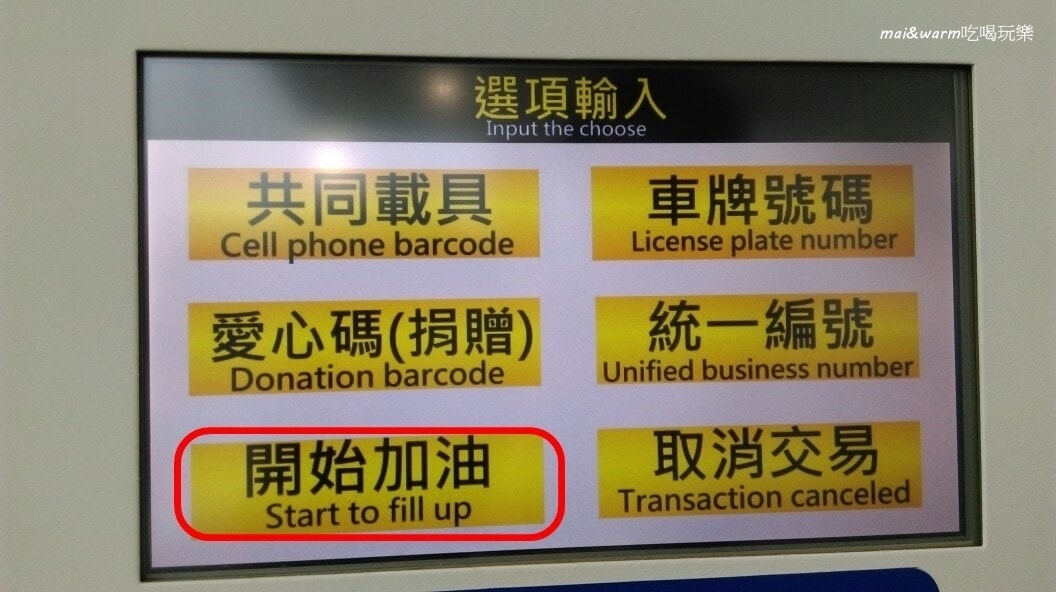 mai&warm吃喝玩樂
選項輸入
Input the choose
共同載具
Cell phone barcode
車牌號碼
License plate number
愛心碼(捐贈)
Donation barcode
統一編號
Unified business number
開始加油
Start to fill up
取消交易
Transaction canceled